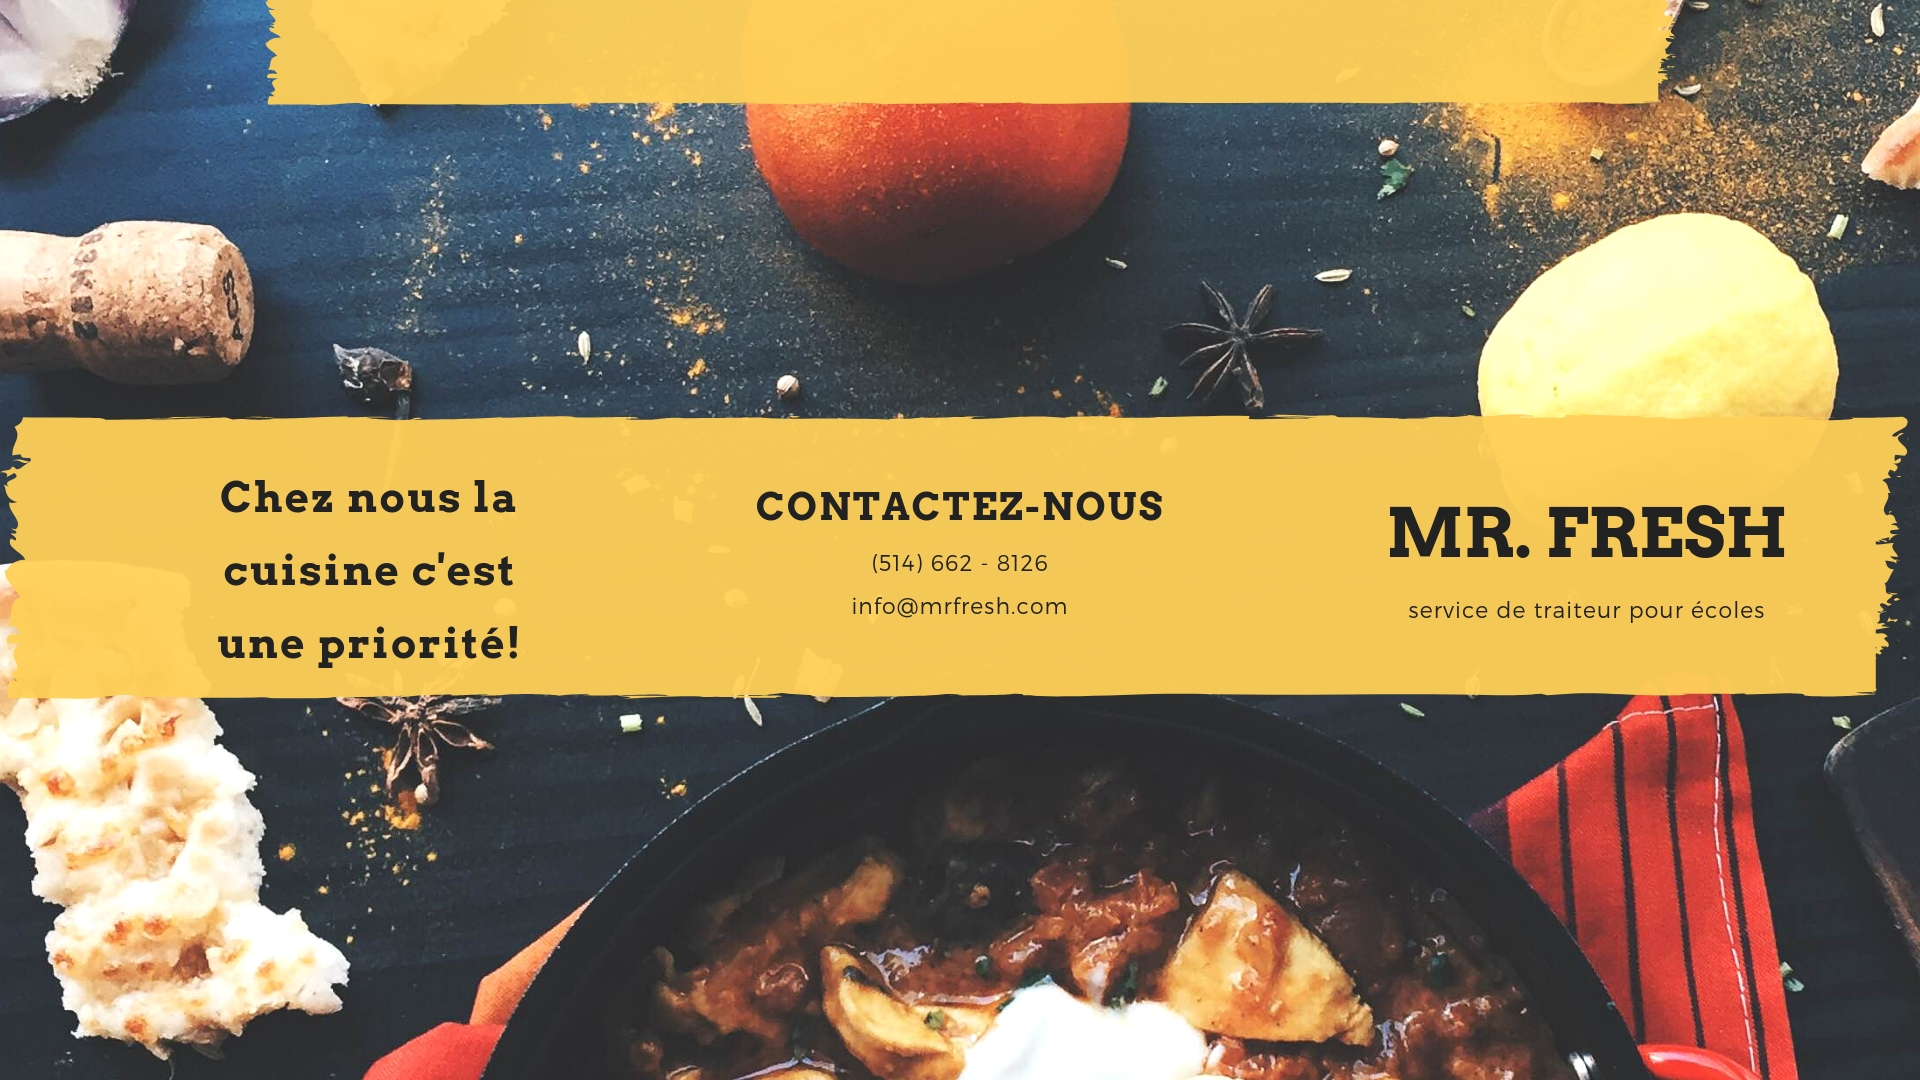 Chez nous la
cuisine c'est
une priorité!
CONTACTEZ-NOUS
(514) 662 - 8126
info@mrfresh.com
MR. FRESH
service de traiteur pour écoles